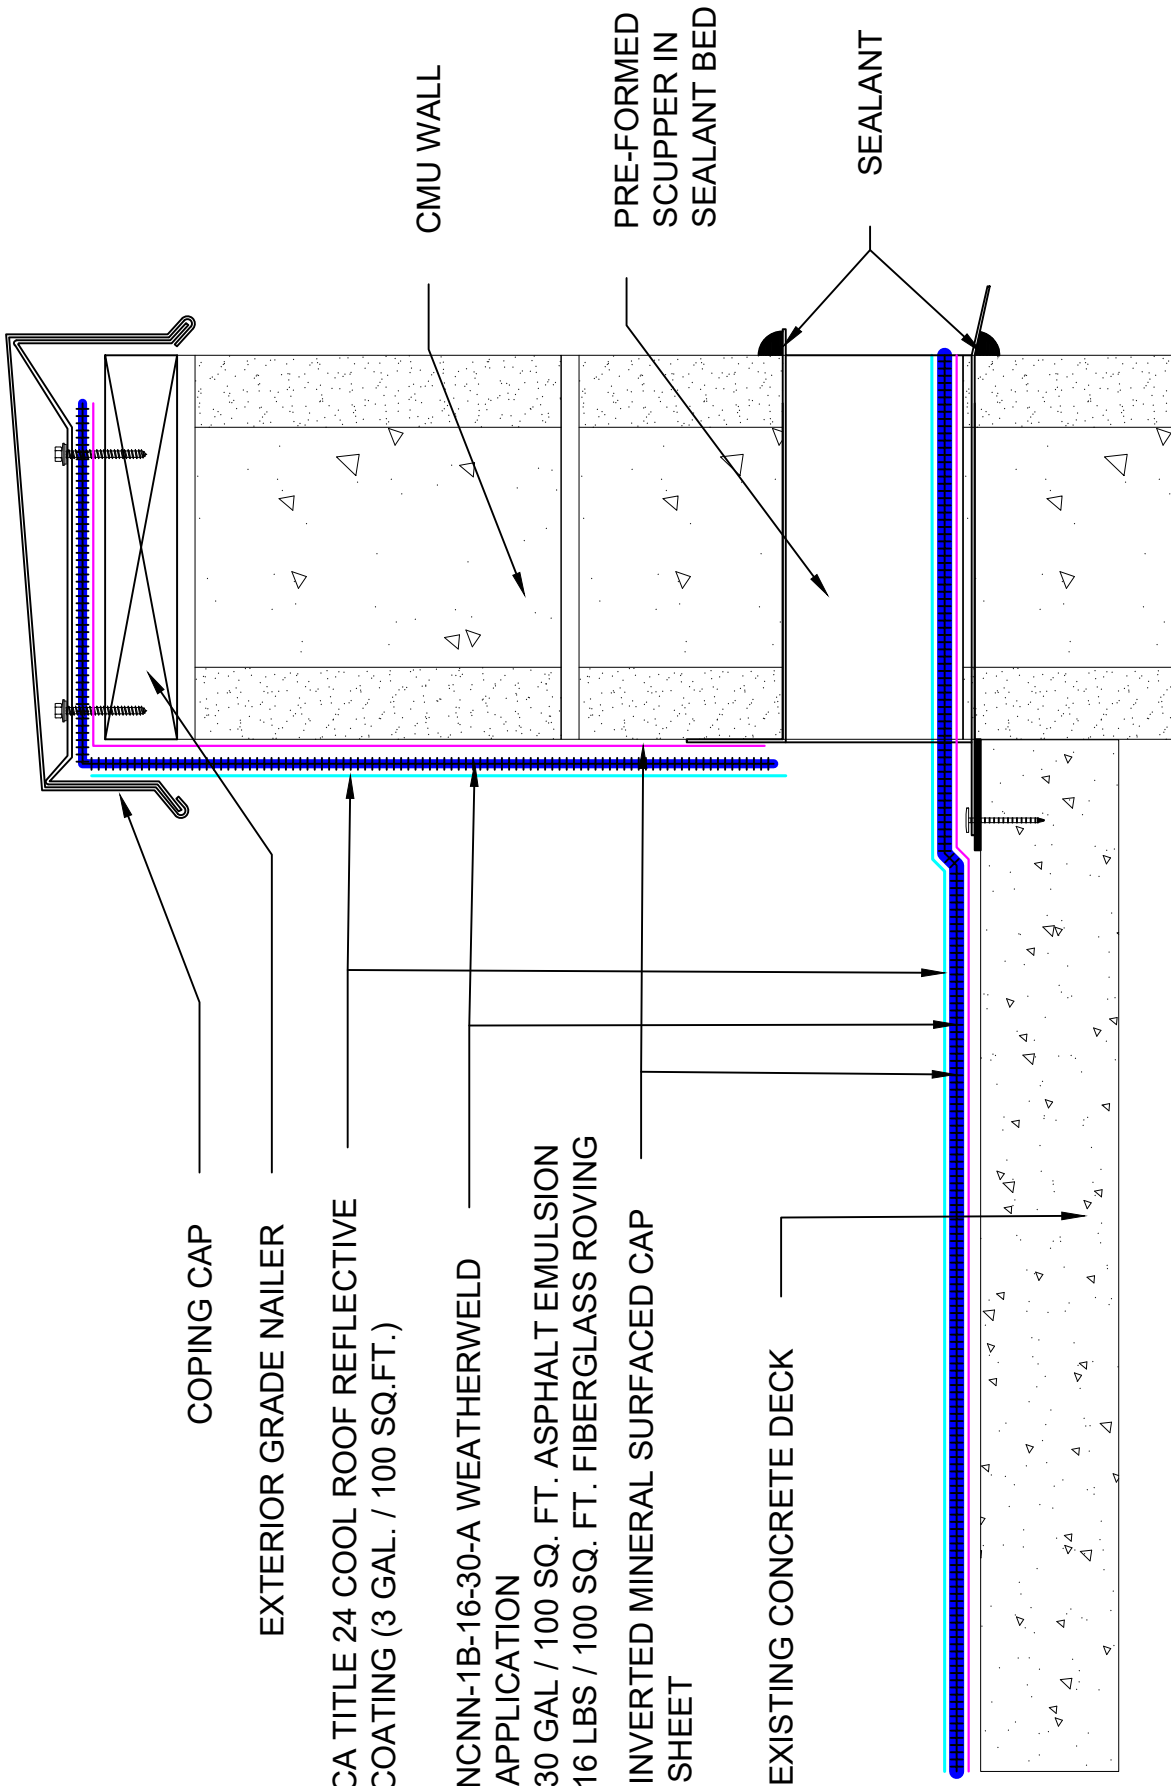 COPING CAP
EXTERIOR GRADE NAILER
CA TITLE 24 COOL ROOF REFLECTIVE
COATING (3 GAL. / 100 SQ.FT.)
NCNN-1B-16-30-A WEATHERWELD
APPLICATION
30 GAL / 100 SQ. FT. ASPHALT EMULSION
16 LBS / 100 SQ. FT. FIBERGLASS ROVING
INVERTED MINERAL SURFACED CAP
SHEET
EXISTING CONCRETE DECK
CMU WALL
PRE-FORMED
SCUPPER IN
SEALANT BED
SEALANT